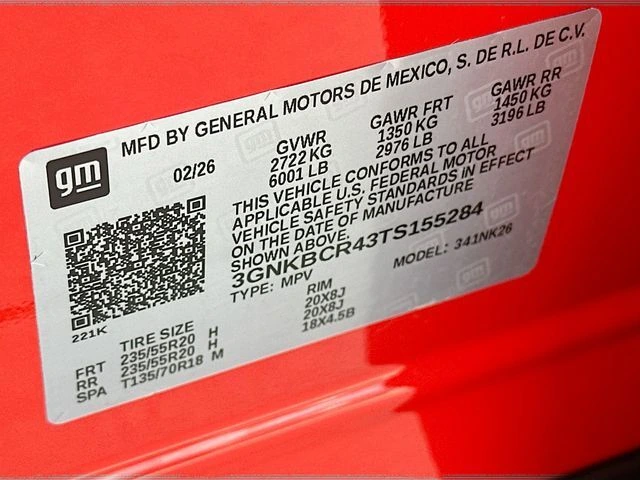 gm
MFD BY GENERAL MOTORS DE MEXICO, S. DE R.L. DE C.V.
02/26
GVWR GAWR FRT GAWR RR
2722 KG 1350 KG 1450 KG
6001 LB 2976 LB 3196 LB
THIS VEHICLE CONFORMS TO ALL
APPLICABLE U.S. FEDERAL MOTOR
VEHICLE SAFETY STANDARDS IN EFFECT
ON THE DATE OF MANUFACTURE
SHOWN ABOVE.
3GNKBCR43TS155284
TYPE: MPV MODEL: 341NK26
221K
TIRE SIZE RIM
FRT 235/55R20 H 20X8J
RR 235/55R20 H 20X8J
SPA T135/70R18 M 18X4.5B